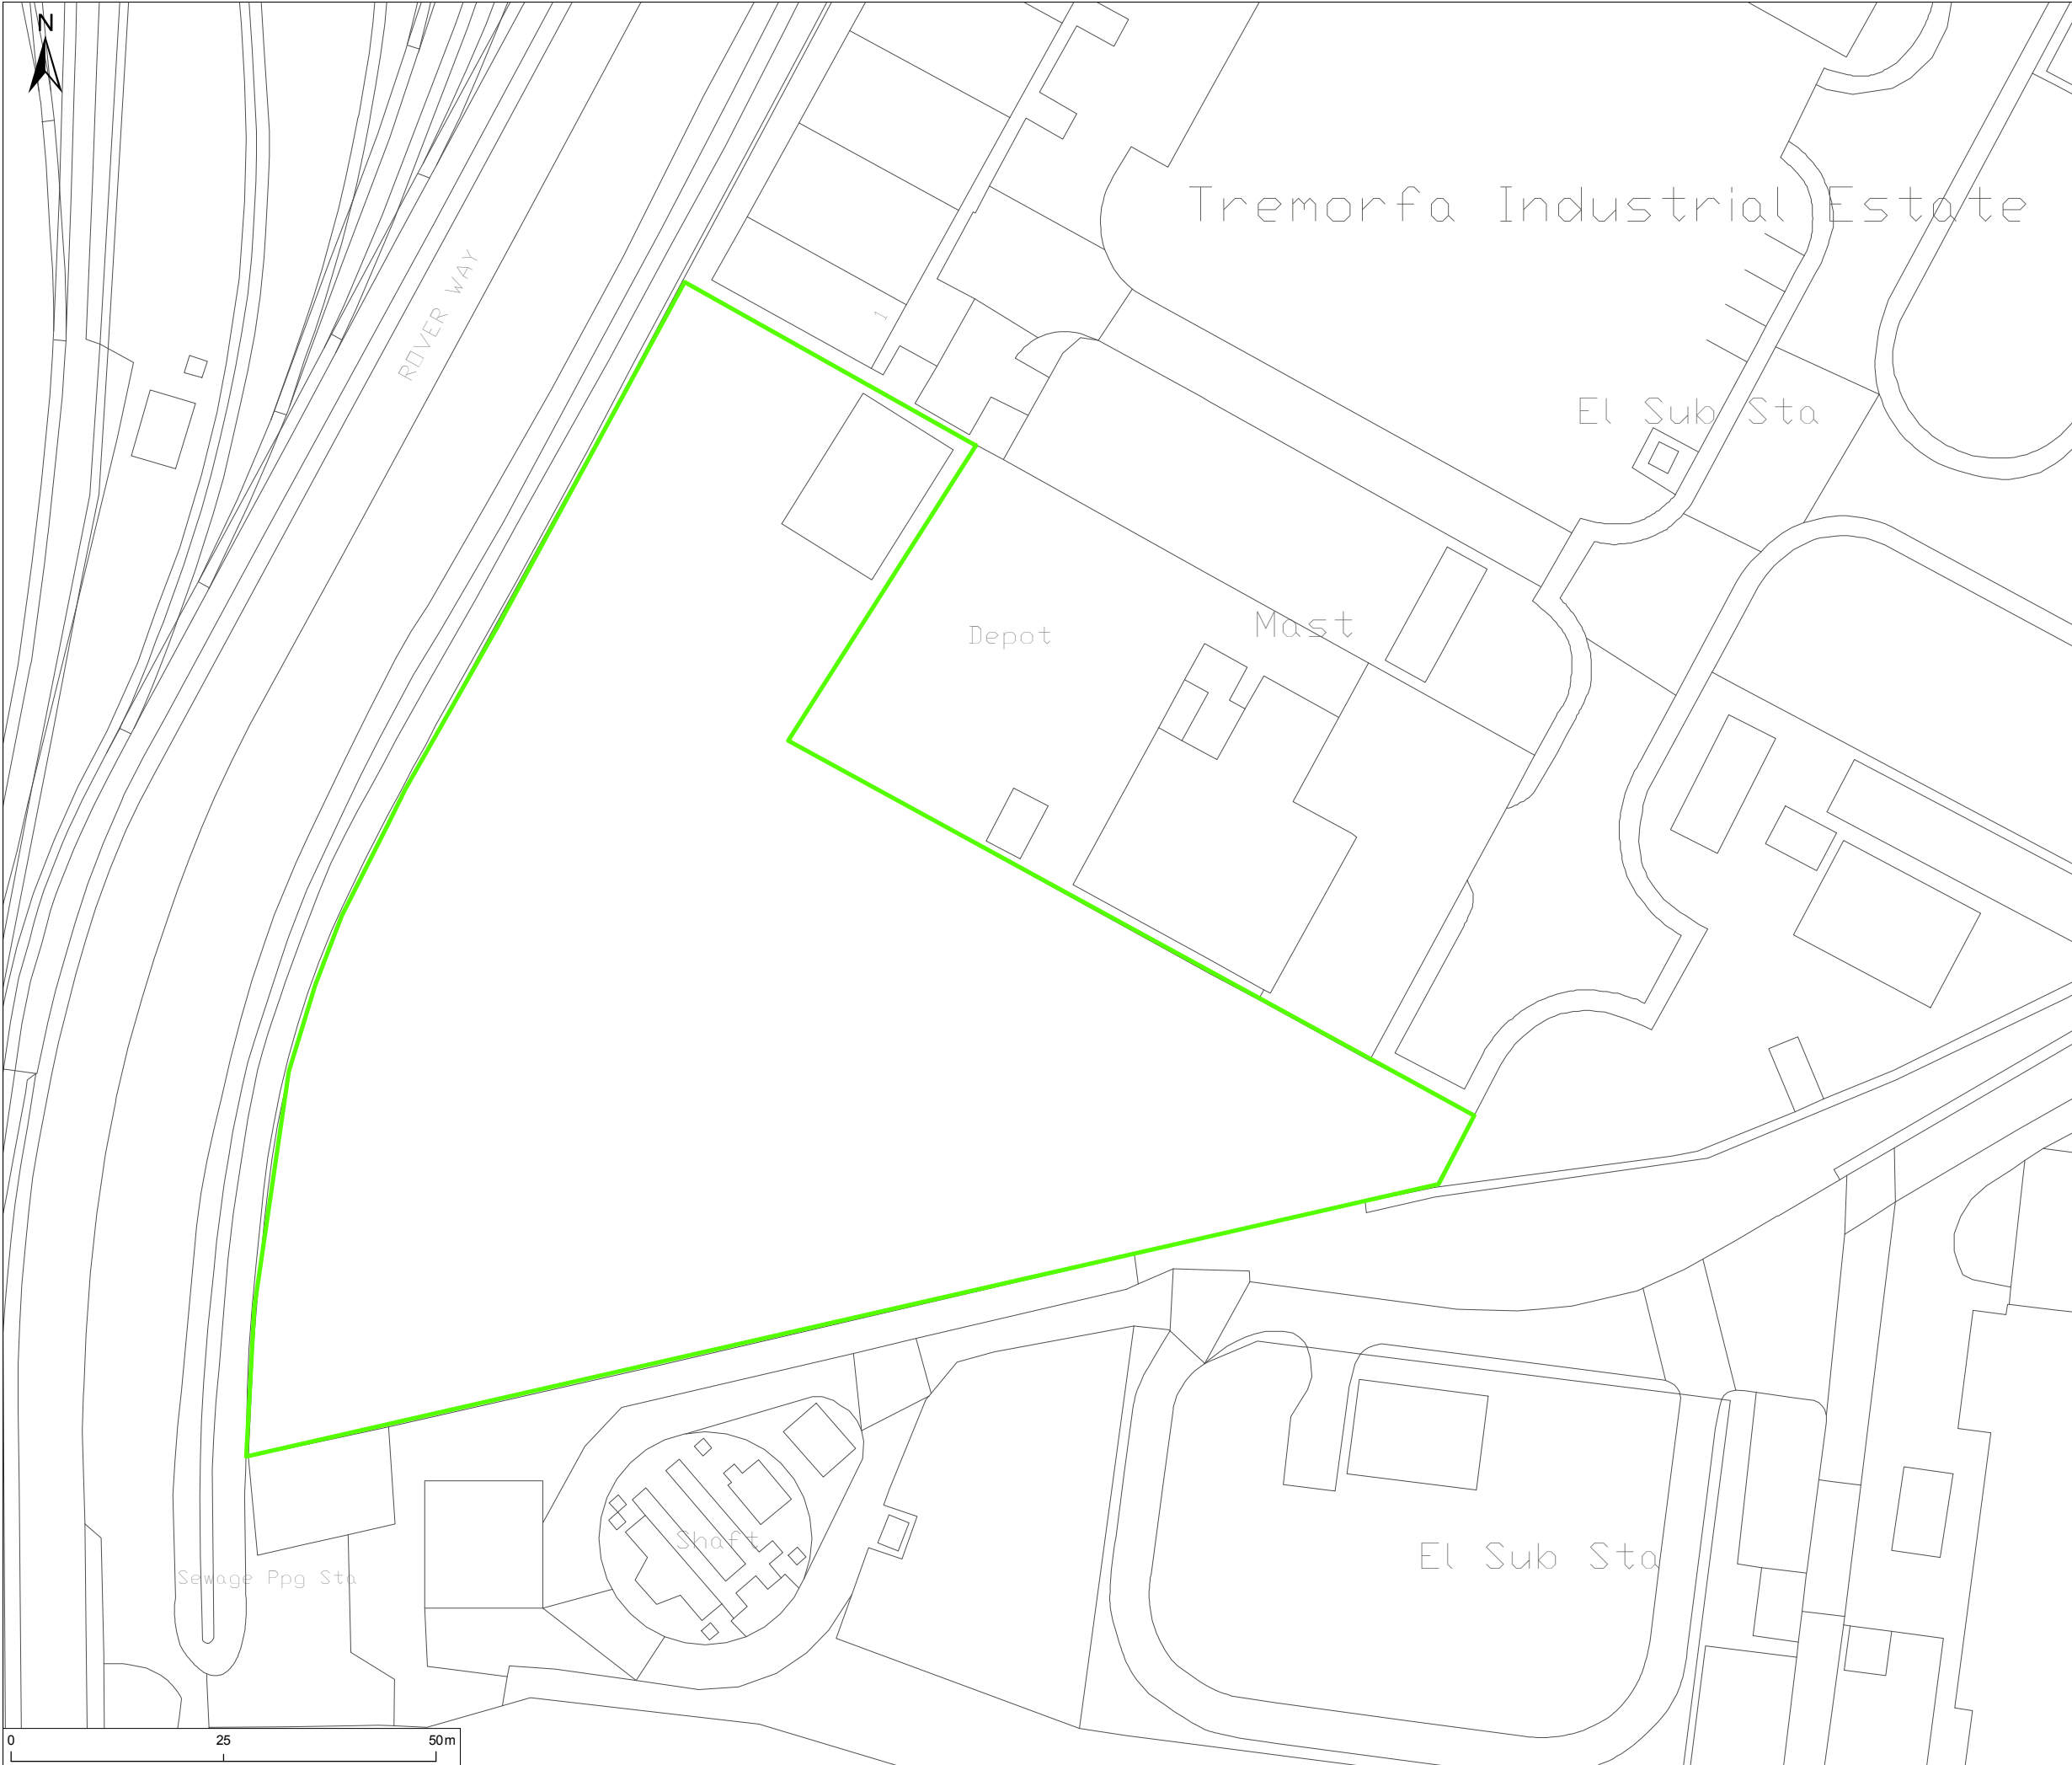 N
Tremorfa Industrial Estate
ROVER WAY
1
El Sub Sta
Mast
Depot
Shaft
El Sub Sta
Sewage Ppg Sta
0 25 50m